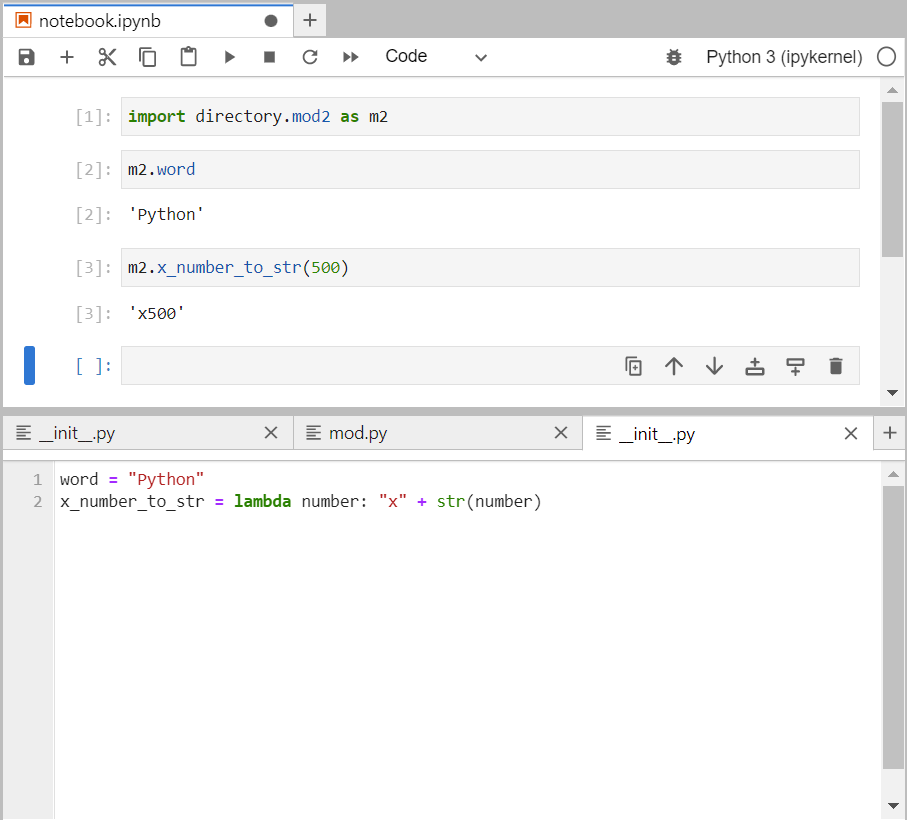 notebook.ipynb
Code Python 3 (ipykernel)
[1]: import directory.mod2 as m2
[2]: m2.word
[2]: 'Python'
[3]: m2.x_number_to_str(500)
[3]: 'x500'
[ ]:
__init__.py mod.py __init__.py
1 word = "Python"
2 x_number_to_str = lambda number: "x" + str(number)